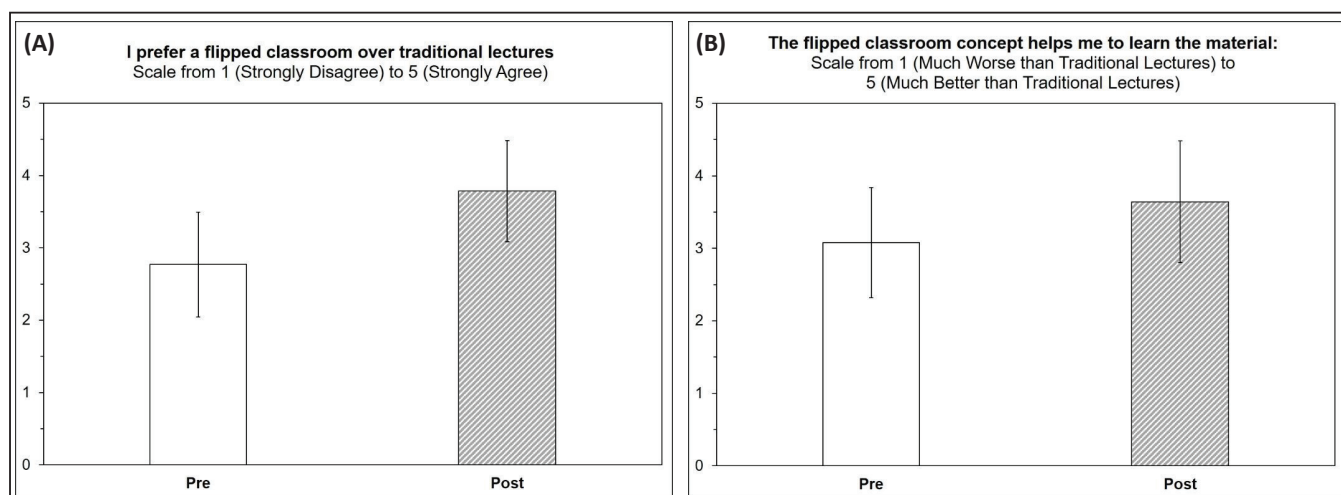 (A)
I prefer a flipped classroom over traditional lectures
Scale from 1 (Strongly Disagree) to 5 (Strongly Agree)
5
4
3
2
1
0
Pre
Post
(B)
The flipped classroom concept helps me to learn the material:
Scale from 1 (Much Worse than Traditional Lectures) to
5 (Much Better than Traditional Lectures)
5
4
3
2
1
0
Pre
Post